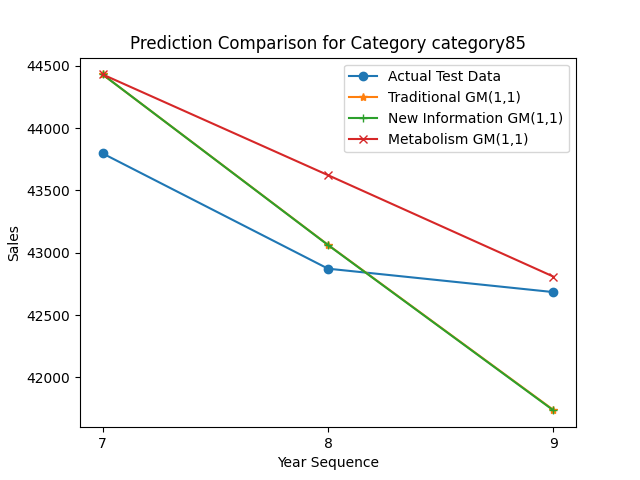 Prediction Comparison for Category category85
Actual Test Data
Traditional GM(1,1)
New Information GM(1,1)
Metabolism GM(1,1)
Sales
44500
44000
43500
43000
42500
42000
7
8
9
Year Sequence